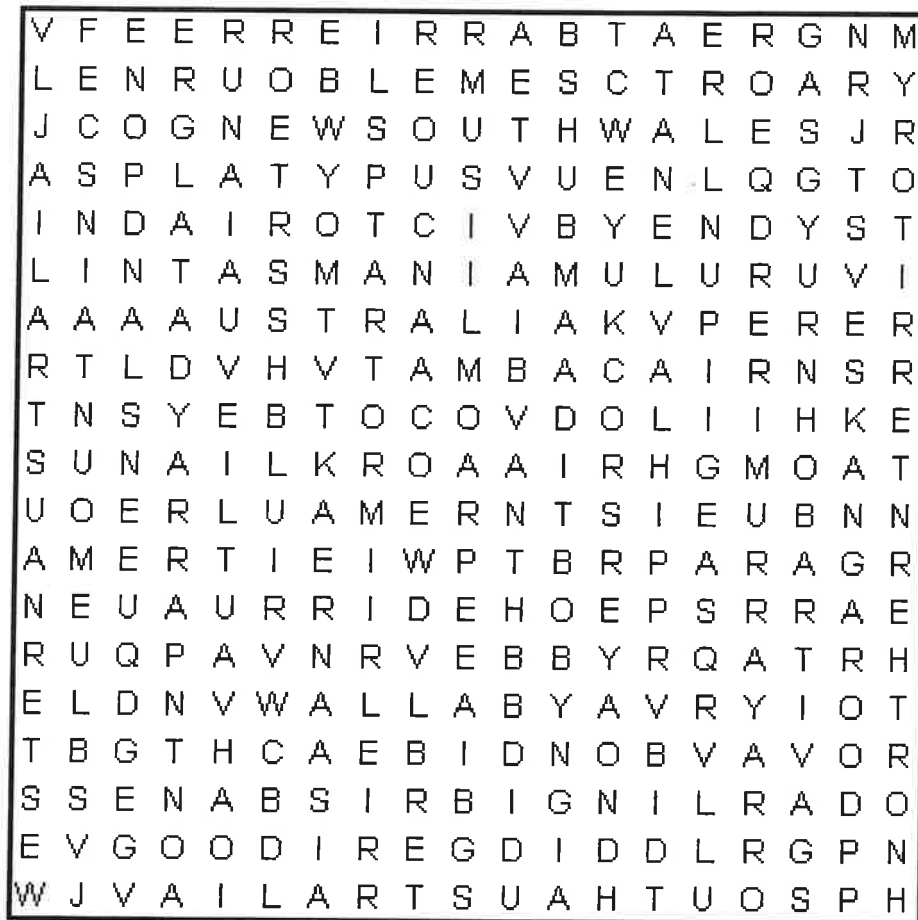 V F E E R R E I R R A B T A E R G N M
L E N R U O B L E M E S C T R O A R Y
J C O G N E W S O U T H W A L E S J R
A S P L A T Y P U S V U E N L Q G T O
I N D A I R O T C I V B Y E N D Y S T
L I N T A S M A N I A M U L U R U V I
A A A A U S T R A L I A K V P E R E R
R T L D V H V T A M B A C A I R N S R
T N S Y E B T O C O V D O L I I H K E
S U N A I L K R O A A I R H G M O A T
U O E R L U A M E R N T S I E U B N N
A M E R T I E I W P T B R P A R A G R
N E U A U R R I D E H O E P S R R A E
R U Q P A V N R V E B B Y R Q A T R H
E L D N V W A L L A B Y A V R Y I O T
T B G T H C A E B I D N O B V A V O R
S S E N A B S I R B I G N I L R A D O
E V G O O D I R E G D I D D L R G P N
W J V A I L A R T S U A H T U O S P H